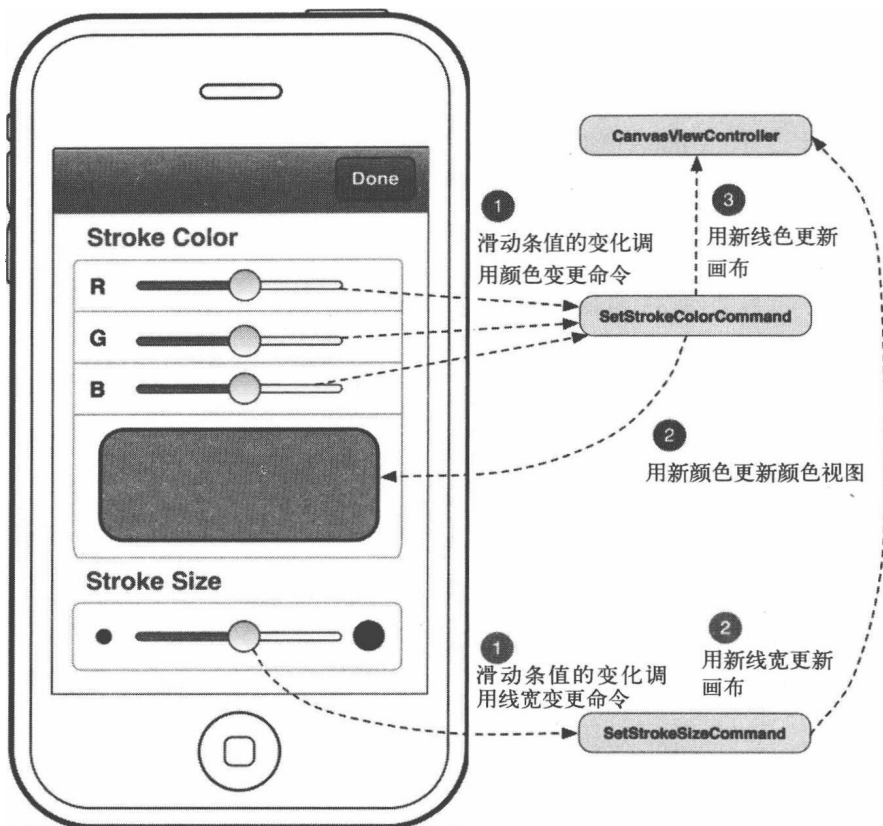 Done
Stroke Color
R
G
B
Stroke Size
CanvasViewController
1
滑动条值的变化调
用颜色变更命令
3
用新线色更新
画布
SetStrokeColorCommand
2
用新颜色更新颜色视图
1
滑动条值的变化调
用线宽变更命令
2
用新线宽更新
画布
SetStrokeSizeCommand